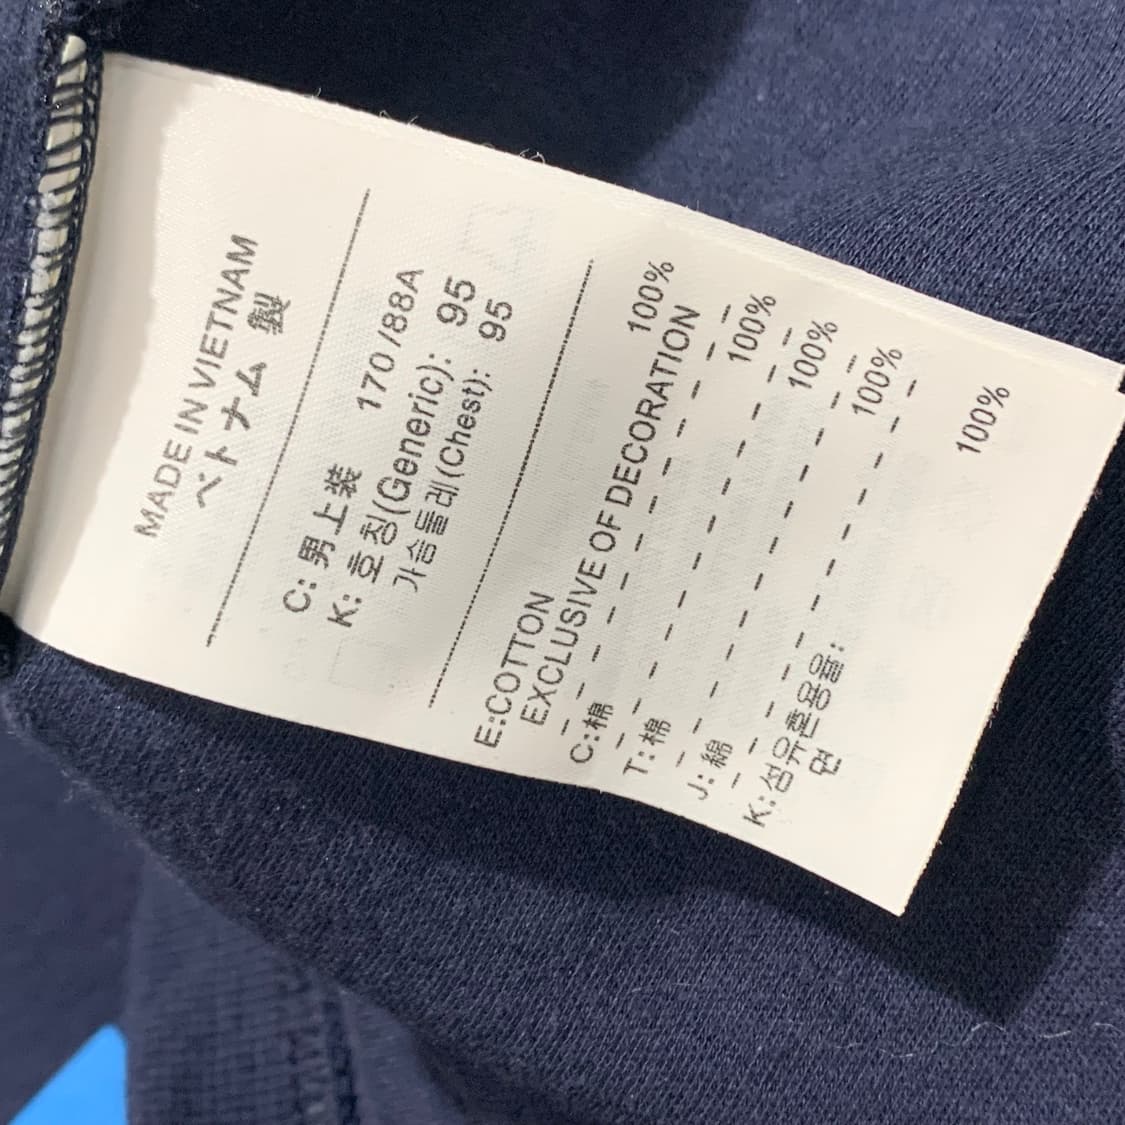 MADE IN VIETNAM
ベトナム 製
C: 男上装 170/88A
K: 호칭(Generic): 95
가슴둘레(Chest): 95
E:COTTON 100%
EXCLUSIVE OF DECORATION
C:棉 100%
T:棉 100%
J:綿 100%
K:섬유혼용율:
면 100%